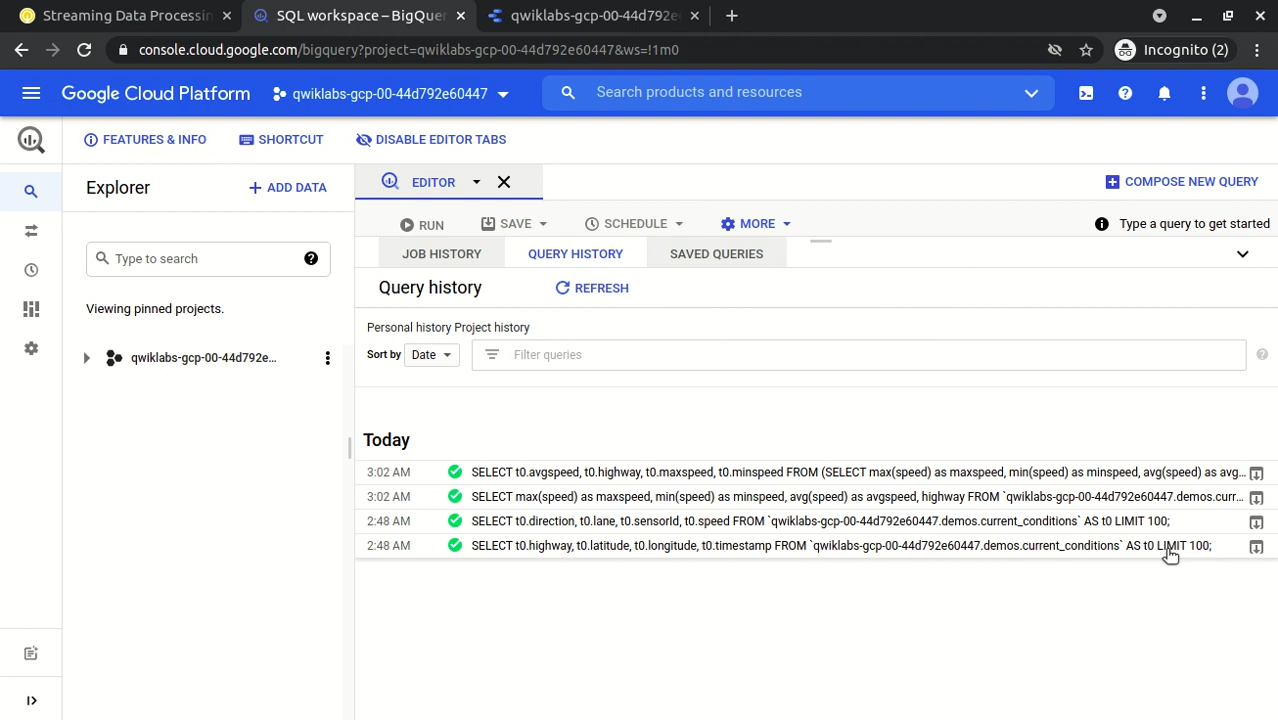 Streaming Data Processin
SQL workspace – BigQuer
qwiklabs-gcp-00-44d792e
console.cloud.google.com/bigquery?project=qwiklabs-gcp-00-44d792e60447&ws=!1m0
Incognito (2)
Google Cloud Platform
qwiklabs-gcp-00-44d792e60447
Search products and resources
FEATURES & INFO
SHORTCUT
DISABLE EDITOR TABS
Explorer
+ ADD DATA
EDITOR
COMPOSE NEW QUERY
RUN
SAVE
SCHEDULE
MORE
Type a query to get started
Type to search
JOB HISTORY
QUERY HISTORY
SAVED QUERIES
Viewing pinned projects.
Query history
REFRESH
Personal history Project history
qwiklabs-gcp-00-44d792e...
Sort by
Date
Filter queries
Today
3:02 AM SELECT t0.avgspeed, t0.highway, t0.maxspeed, t0.minspeed FROM (SELECT max(speed) as maxspeed, min(speed) as minspeed, avg(speed) as avg...
3:02 AM SELECT max(speed) as maxspeed, min(speed) as minspeed, avg(speed) as avgspeed, highway FROM `qwiklabs-gcp-00-44d792e60447.demos.curr...
2:48 AM SELECT t0.direction, t0.lane, t0.sensorId, t0.speed FROM `qwiklabs-gcp-00-44d792e60447.demos.current_conditions` AS t0 LIMIT 100;
2:48 AM SELECT t0.highway, t0.latitude, t0.longitude, t0.timestamp FROM `qwiklabs-gcp-00-44d792e60447.demos.current_conditions` AS t0 LIMIT 100;